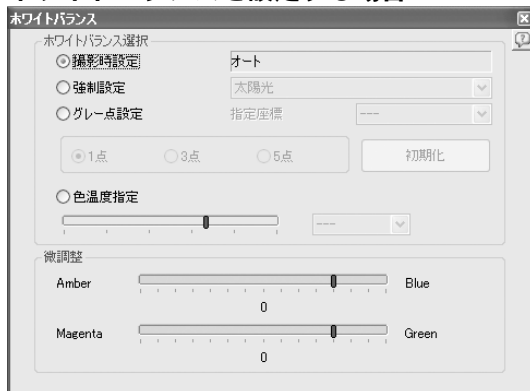 ホワイトバランス
ホワイトバランス選択
撮影時設定 オート
強制設定 太陽光
グレー点設定 指定座標 ---
1点 3点 5点 初期化
色温度指定
---
微調整
Amber Blue
0
Magenta Green
0